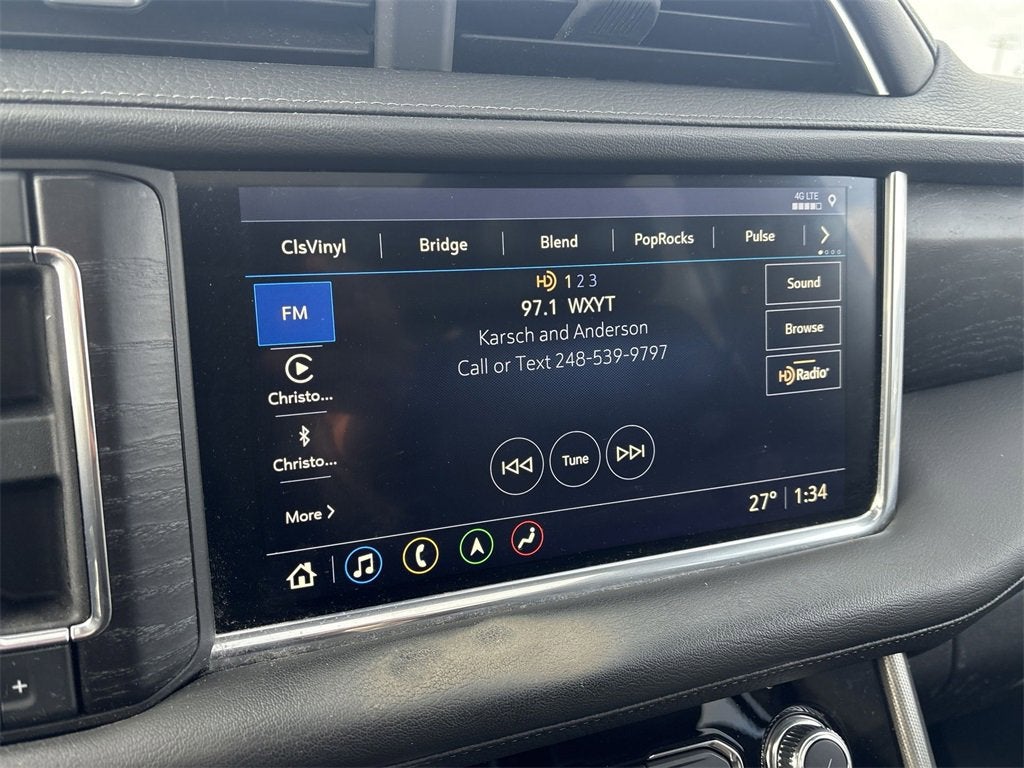 4G LTE
ClsVinyl Bridge Blend PopRocks Pulse
HD 1 2 3
FM
97.1 WXYT
Karsch and Anderson
Call or Text 248-539-9797
Sound
Browse
HD Radio
Christo...
Christo...
More
Tune
27° 1:34
+